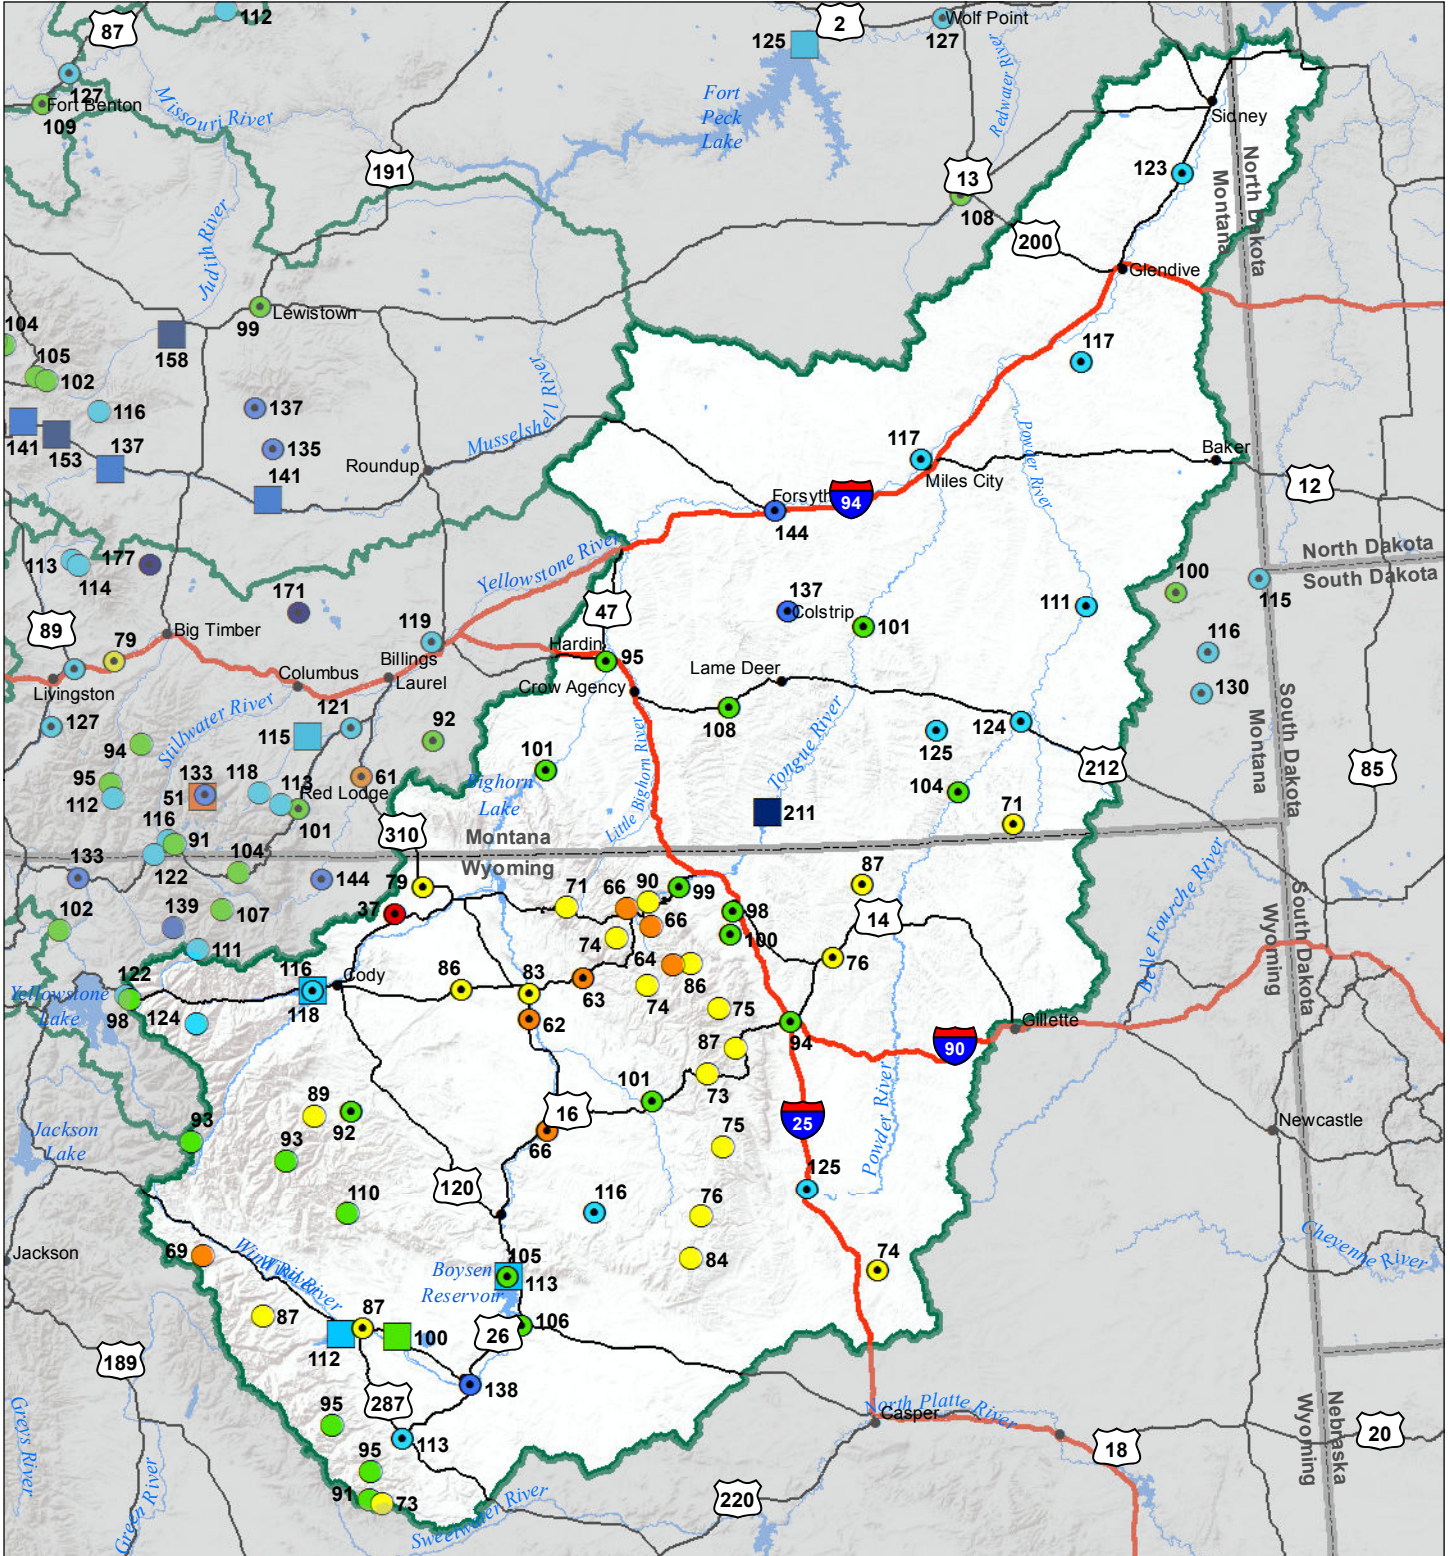 112
2
87
Wolf Point
125
127
127
Fort Benton
109
Missouri River
Fort
Peck
Lake
Redwater River
Sidney
191
13
123
North Dakota
Montana
108
200
Judith River
Glendive
99
Lewistown
104
158
105
102
117
116
137
Musselshell River
141
153
137
135
141
Roundup
Powder River
117
Miles City
Baker
12
Forsyth
94
144
113
114
177
Yellowstone River
North Dakota
South Dakota
171
47
137
Colstrip
101
111
100
115
89
79
Big Timber
119
Hardin
95
116
Livingston
Columbus
Billings
Laurel
Crow Agency
Lame Deer
130
127
121
115
92
108
125
124
South Dakota
Montana
94
Stillwater River
101
Little Bighorn River
Tongue River
212
85
95
112
133
51
118
113
Red Lodge
101
61
Bighorn
Lake
104
71
211
116
91
310
Montana
Wyoming
133
122
104
144
79
87
Belle Fourche River
South Dakota
Wyoming
102
139
107
37
71
66
90
99
66
98
14
111
74
100
76
122
98
Yellowstone
Lake
124
116
118
Cody
86
83
63
64
86
74
62
75
94
90
Gillette
87
73
89
92
101
16
25
Powder River
93
93
Jackson
Lake
66
75
Newcastle
125
120
110
116
76
69
Jackson
Wind River
Wind River
105
113
Boysen
Reservoir
84
74
Cheyenne River
87
87
112
100
26
106
189
138
287
95
113
North Platte River
Casper
18
20
Nebraska
Wyoming
Greys River
Green River
95
91
73
Sweetwater River
220